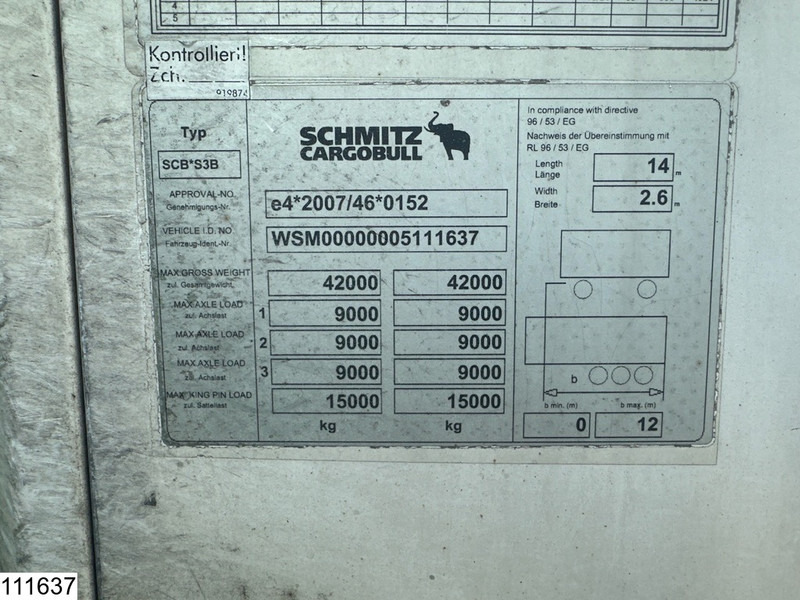 4
5
Kontrolliert!
Zch.
919874
Typ
SCB*S3B
SCHMITZ
CARGOBULL
In compliance with directive
96 / 53 / EG
Nachweis der Übereinstimmung mit
RL 96 / 53 / EG
Length
Länge
14 m
Width
Breite
2.6 m
APPROVAL-NO.
Genehmigungs-Nr.
e4*2007/46*0152
VEHICLE I.D. NO.
Fahrzeug-Ident.-Nr.
WSM00000005111637
MAX.GROSS WEIGHT
zul. Gesamtgewicht.
42000 42000
MAX.AXLE LOAD
zul. Achslast
1 9000 9000
MAX.AXLE LOAD
zul. Achslast
2 9000 9000
MAX.AXLE LOAD
zul. Achslast
3 9000 9000
MAX. KING PIN LOAD
zul. Sattellast
15000 15000
kg kg
b
b min. (m) b max. (m)
0 12
111637